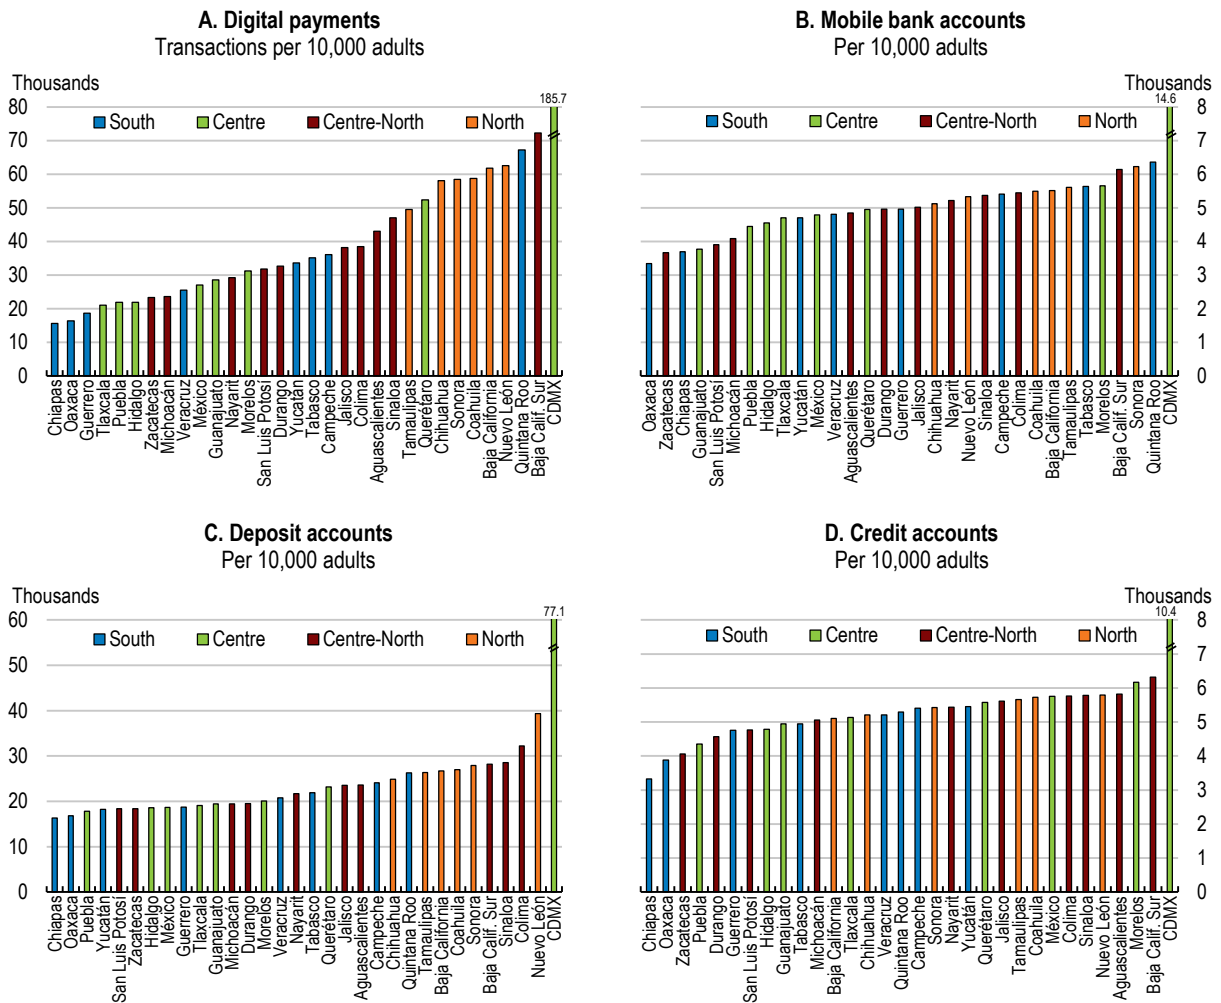 A. Digital payments
Transactions per 10,000 adults
Thousands
185.7
80
70
60
50
40
30
20
10
0
South
Centre
Centre-North
North
Chiapas
Oaxaca
Guerrero
Tlaxcala
Puebla
Hidalgo
Zacatecas
Michoacán
Veracruz
México
Guanajuato
Nayarit
Morelos
San Luis Potosí
Durango
Yucatán
Tabasco
Campeche
Jalisco
Colima
Aguascalientes
Sinaloa
Tamaulipas
Querétaro
Chihuahua
Sonora
Coahuila
Baja California
Nuevo León
Quintana Roo
Baja Calif. Sur
CDMX
B. Mobile bank accounts
Per 10,000 adults
Thousands
14.6
8
7
6
5
4
3
2
1
0
South
Centre
Centre-North
North
Oaxaca
Zacatecas
Chiapas
Guanajuato
San Luis Potosí
Michoacán
Puebla
Hidalgo
Tlaxcala
Yucatán
México
Veracruz
Aguascalientes
Querétaro
Durango
Guerrero
Jalisco
Chihuahua
Nayarit
Nuevo León
Sinaloa
Campeche
Colima
Coahuila
Baja California
Tamaulipas
Tabasco
Morelos
Baja Calif. Sur
Sonora
Quintana Roo
CDMX
C. Deposit accounts
Per 10,000 adults
Thousands
77.1
60
50
40
30
20
10
0
South
Centre
Centre-North
North
Chiapas
Oaxaca
Puebla
Yucatán
San Luis Potosí
Zacatecas
Hidalgo
México
Guerrero
Tlaxcala
Guanajuato
Michoacán
Durango
Morelos
Veracruz
Nayarit
Tabasco
Querétaro
Jalisco
Aguascalientes
Campeche
Chihuahua
Quintana Roo
Tamaulipas
Baja California
Coahuila
Sonora
Baja Calif. Sur
Sinaloa
Colima
Nuevo León
CDMX
D. Credit accounts
Per 10,000 adults
Thousands
10.4
8
7
6
5
4
3
2
1
0
South
Centre
Centre-North
North
Chiapas
Oaxaca
Zacatecas
Puebla
Durango
Guerrero
San Luis Potosí
Hidalgo
Guanajuato
Tabasco
Michoacán
Baja California
Tlaxcala
Chihuahua
Veracruz
Quintana Roo
Campeche
Sonora
Nayarit
Yucatán
Querétaro
Jalisco
Tamaulipas
Coahuila
México
Colima
Sinaloa
Nuevo León
Aguascalientes
Morelos
Baja Calif. Sur
CDMX